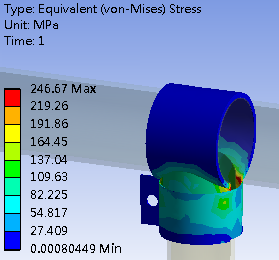 Type: Equivalent (von-Mises) Stress
Unit: MPa
Time: 1
246.67 Max
219.26
191.86
164.45
137.04
109.63
82.225
54.817
27.409
0.00080449 Min